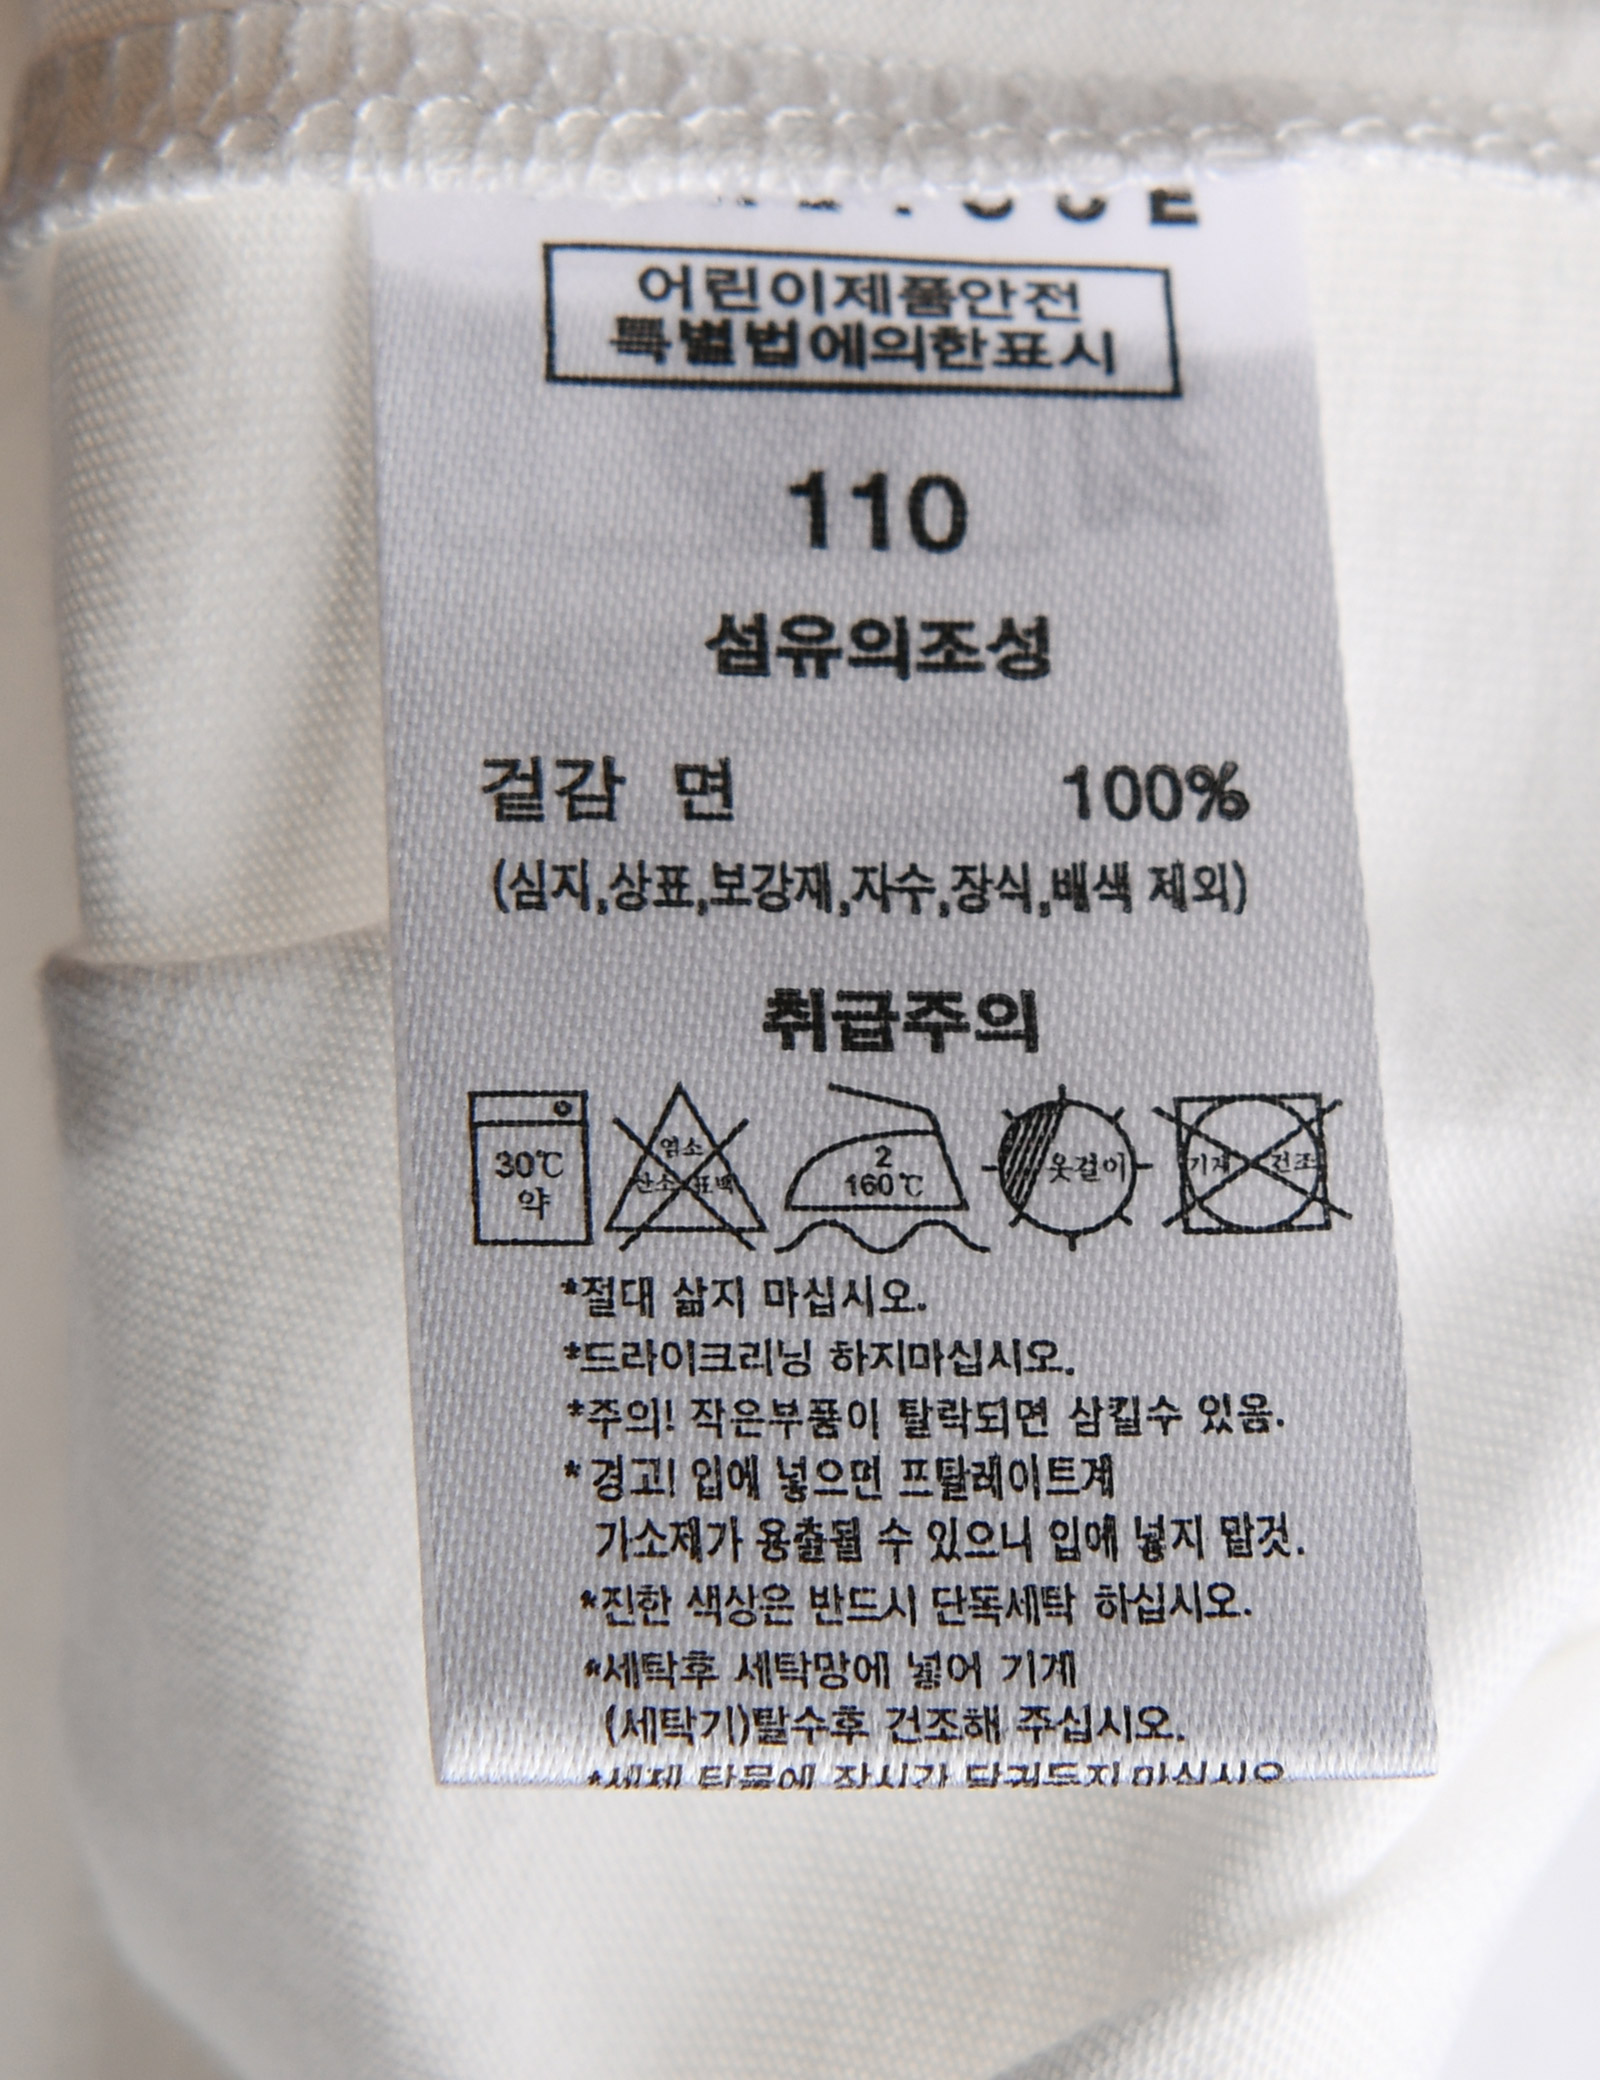 어린이제품안전
특별법에의한표시
110
섬유의조성
겉감 면 100%
(심지,상표,보강재,자수,장식,배색 제외)
취급주의
30℃
약
염소
산소 표백
2
160℃
옷걸이
기계 건조
*절대 삶지 마십시오.
*드라이크리닝 하지마십시오.
*주의! 작은부품이 탈락되면 삼킬수 있음.
*경고! 입에 넣으면 프탈레이트계
가소제가 용출될 수 있으니 입에 넣지 말것.
*진한 색상은 반드시 단독세탁 하십시오.
*세탁후 세탁망에 넣어 기계
(세탁기)탈수후 건조해 주십시오.